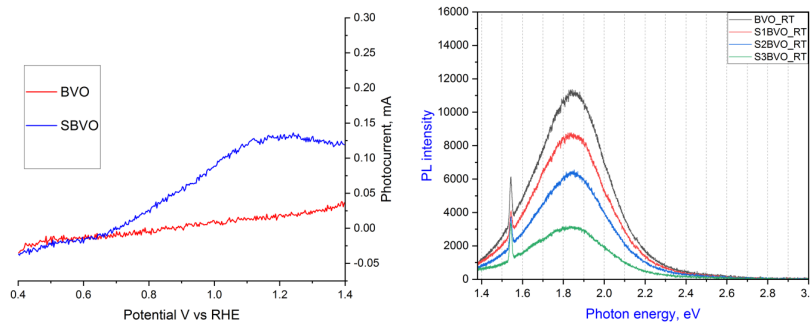 BVO
SBVO
0.30
0.25
0.20
0.15
0.10
0.05
0.00
-0.05
Photocurrent, mA
0.4 0.6 0.8 1.0 1.2 1.4
Potential V vs RHE
16000
14000
12000
10000
8000
6000
4000
2000
0
PL intensity
BVO_RT
S1BVO_RT
S2BVO_RT
S3BVO_RT
1.4 1.6 1.8 2.0 2.2 2.4 2.6 2.8 3.
Photon energy, eV